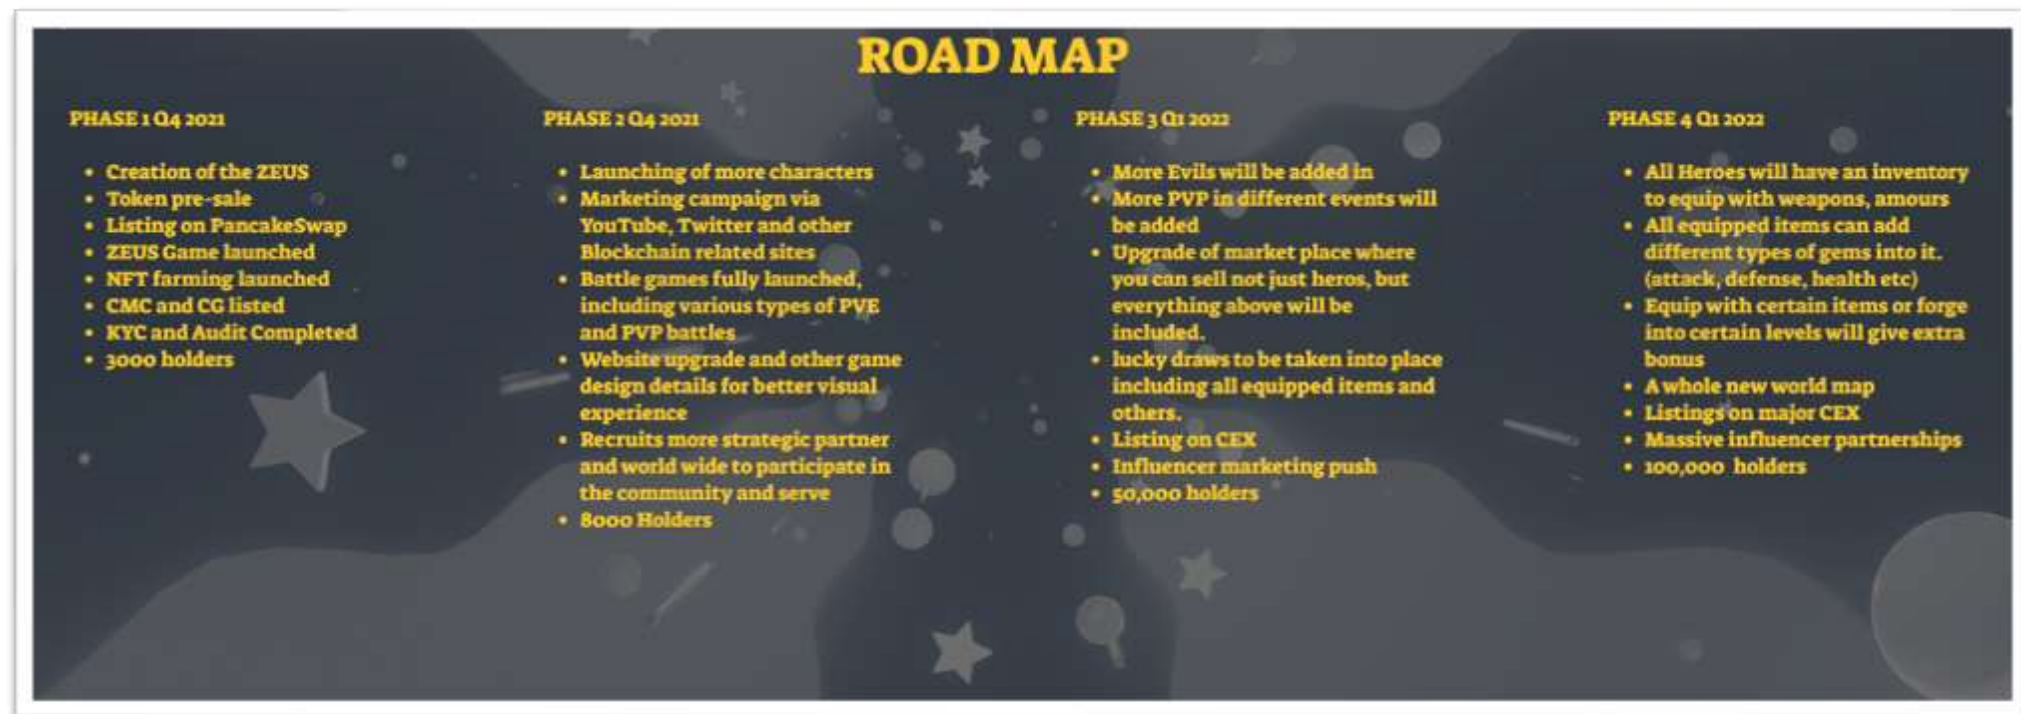 ROAD MAP
PHASE 1 Q4 2021
• Creation of the ZEUS
• Token pre-sale
• Listing on PancakeSwap
• ZEUS Game launched
• NFT farming launched
• CMC and CG listed
• KYC and Audit Completed
• 3000 holders
PHASE 2 Q4 2021
• Launching of more characters
• Marketing campaign via
YouTube, Twitter and other
Blockchain related sites
• Battle games fully launched,
including various types of PVE
and PVP battles
• Website upgrade and other game
design details for better visual
experience
• Recruits more strategic partner
and world wide to participate in
the community and serve
• 8000 Holders
PHASE 3 Q1 2022
• More Evils will be added in
• More PVP in different events will
be added
• Upgrade of market place where
you can sell not just heros, but
everything above will be
included.
• lucky draws to be taken into place
including all equipped items and
others.
• Listing on CEX
• Influencer marketing push
• 50,000 holders
PHASE 4 Q1 2022
• All Heroes will have an inventory
to equip with weapons, amours
• All equipped items can add
different types of gems into it.
(attack, defense, health etc)
• Equip with certain items or forge
into certain levels will give extra
bonus
• A whole new world map
• Listings on major CEX
• Massive influencer partnerships
• 100,000 holders